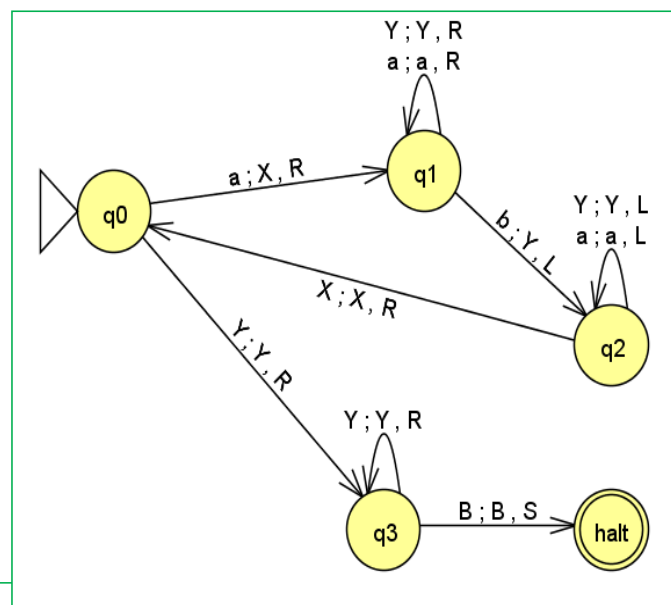 Y ; Y , R
a ; a , R
q1
a ; X , R
q0
Y ; Y , L
a ; a , L
b ; Y , L
X ; X , R
q2
Y ; Y , R
Y ; Y , R
q3
B ; B , S
halt